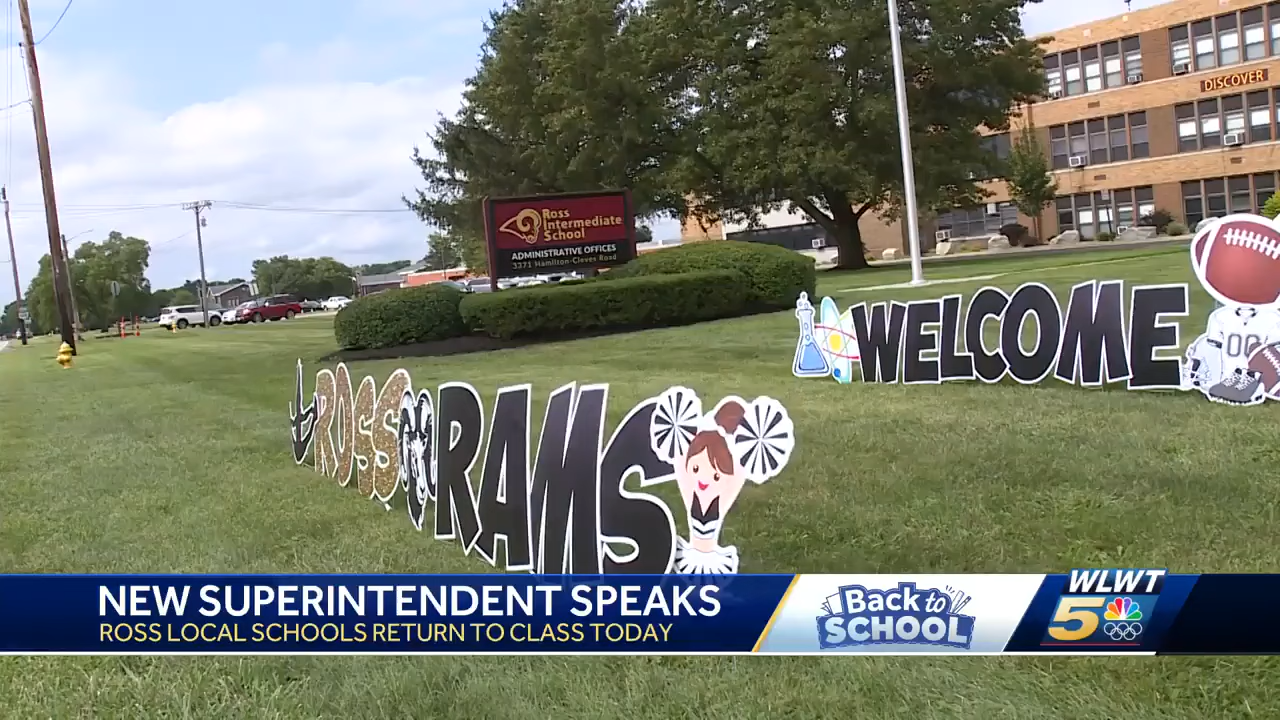 DISCOVER
Ross
Intermediate
School
ADMINISTRATIVE OFFICES
3371 Hamilton-Cleves Road
WELCOME
00
ROSS RAMS
NEW SUPERINTENDENT SPEAKS
ROSS LOCAL SCHOOLS RETURN TO CLASS TODAY
Back to
SCHOOL
WLWT
5